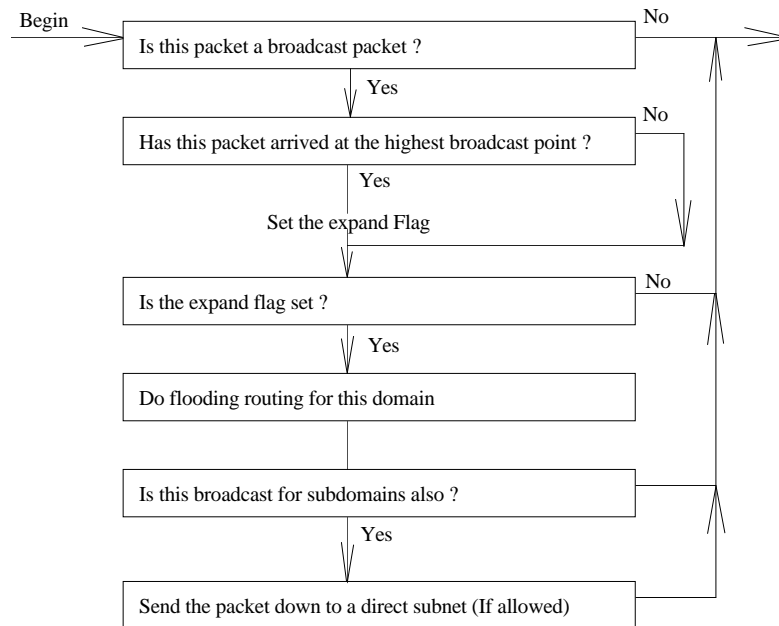 Begin
No
Is this packet a broadcast packet ?
Yes
No
Has this packet arrived at the highest broadcast point ?
Yes
Set the expand Flag
Is the expand flag set ?
No
Yes
Do flooding routing for this domain
Is this broadcast for subdomains also ?
Yes
Send the packet down to a direct subnet (If allowed)